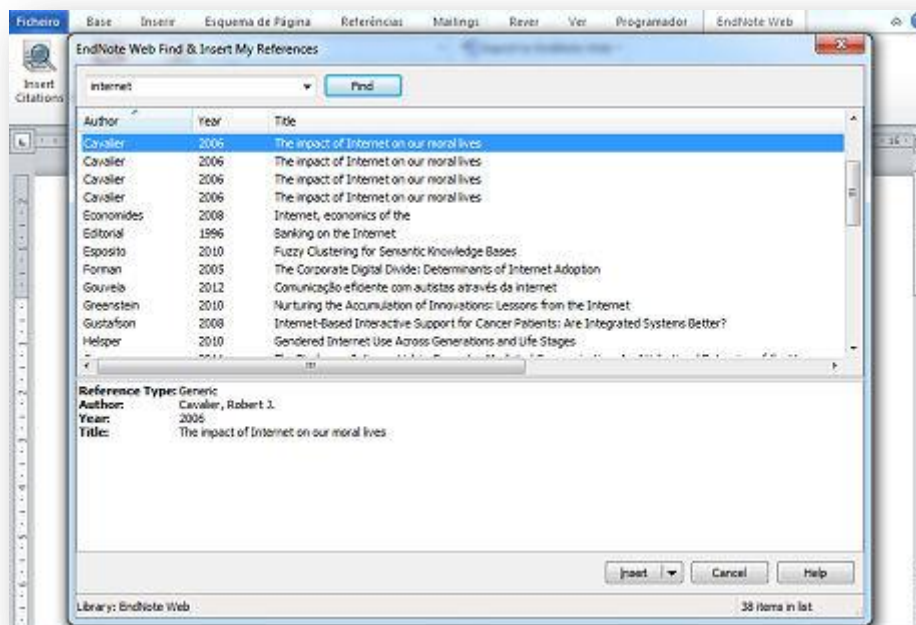 Ficheiro Base Inserir Esquema de Página Referências Mailings Rever Ver Programador EndNote Web
EndNote Web Find & Insert My References
Insert
Citations
internet Find
Author Year Title
Cavalier 2006 The impact of Internet on our moral lives
Cavalier 2006 The impact of Internet on our moral lives
Cavalier 2006 The impact of Internet on our moral lives
Cavalier 2006 The impact of Internet on our moral lives
Economides 2008 Internet, economics of the
Editorial 1996 Banking on the Internet
Esposito 2010 Fuzzy Clustering for Semantic Knowledge Bases
Forman 2005 The Corporate Digital Divide: Determinants of Internet Adoption
Gouveia 2012 Comunicação eficiente com autistas através da internet
Greenstein 2010 Nurturing the Accumulation of Innovations: Lessons from the Internet
Gustafson 2008 Internet-Based Interactive Support for Cancer Patients: Are Integrated Systems Better?
Helsper 2010 Gendered Internet Use Across Generations and Life Stages
Reference Type: Generic
Author: Cavalier, Robert J.
Year: 2006
Title: The impact of Internet on our moral lives
Insert Cancel Help
Library: EndNote Web 38 items in list